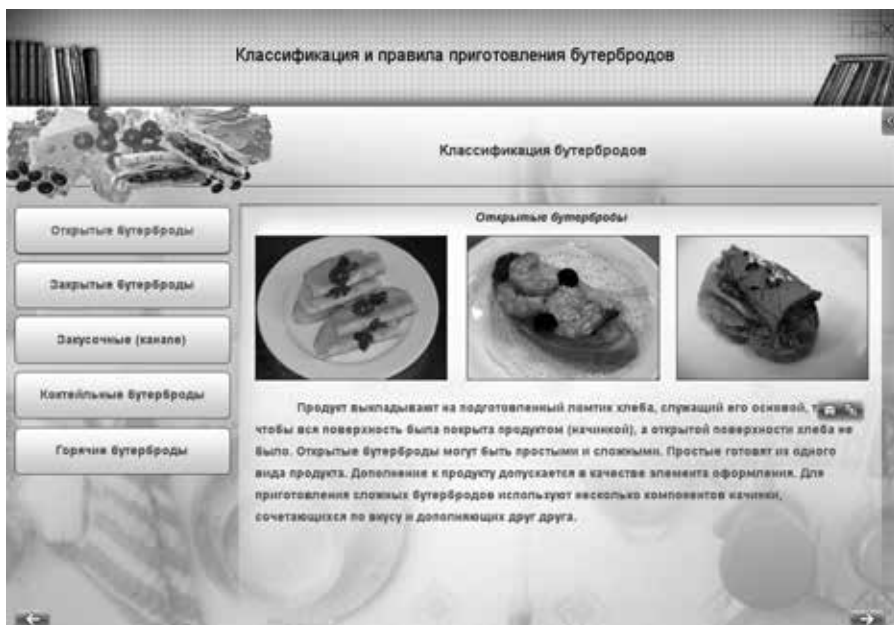 Классификация и правила приготовления бутербродов
Классификация бутербродов
Открытые бутерброды
Закрытые бутерброды
Закусочные (канапе)
Коктейльные бутерброды
Горячие бутерброды
Открытые бутерброды
Продукт выкладывают на подготовленный ломтик хлеба, служащий его основой,
чтобы вся поверхность была покрыта продуктом (начинкой), а открытой поверхности хлеба не
было. Открытые бутерброды могут быть простыми и сложными. Простые готовят из одного
вида продукта. Дополнение к продукту допускается в качестве элемента оформления. Для
приготовления сложных бутербродов используют несколько компонентов начинки,
сочетающихся по вкусу и дополняющих друг друга.